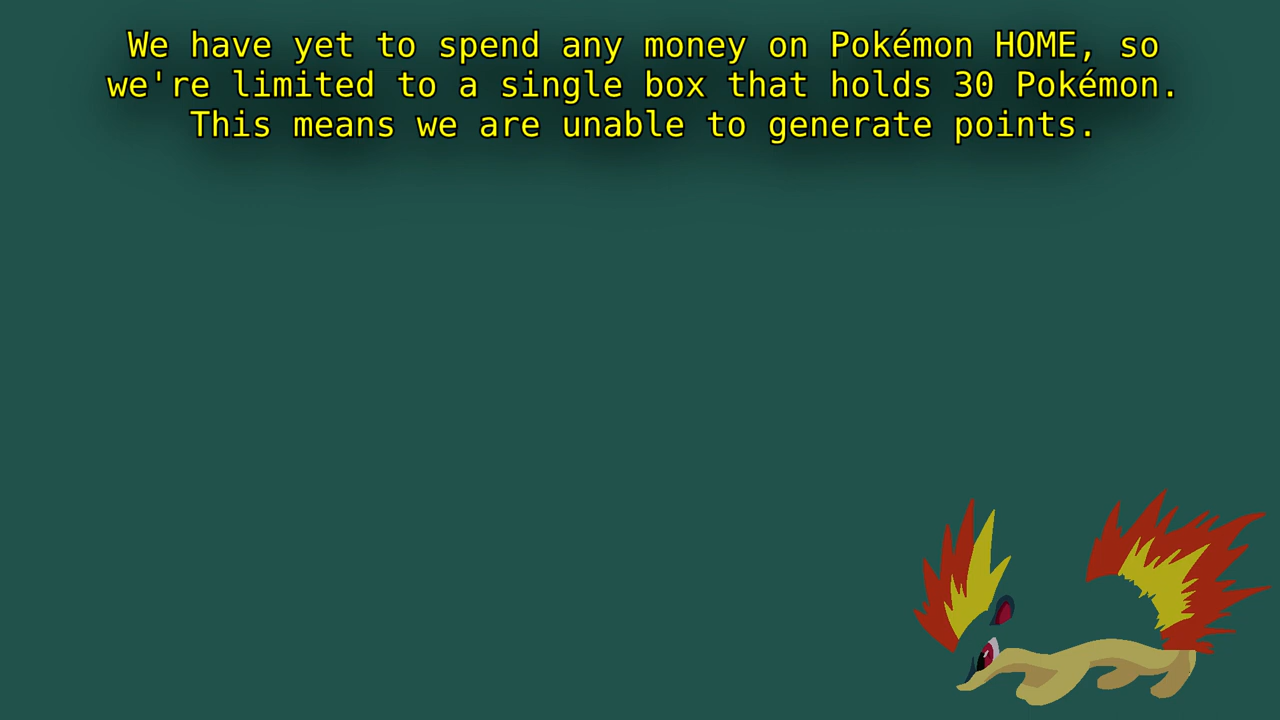 We have yet to spend any money on Pokémon HOME, so
we're limited to a single box that holds 30 Pokémon.
This means we are unable to generate points.